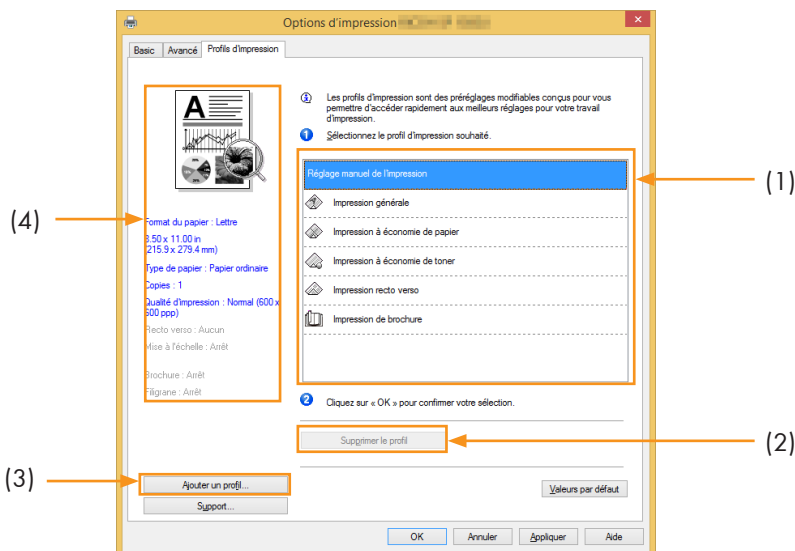 Options d'impression
Basic
Avancé
Profils d'impression
A
Format du papier : Lettre
8.50 x 11.00 in
(215.9 x 279.4 mm)
Type de papier : Papier ordinaire
Copies : 1
Qualité d'impression : Normal (600 x
600 ppp)
Recto verso : Aucun
Mise à l'échelle : Arrêt
Brochure : Arrêt
Filigrane : Arrêt
Les profils d'impression sont des préréglages modifiables conçus pour vous
permettre d'accéder rapidement aux meilleurs réglages pour votre travail
d'impression.
1 Sélectionnez le profil d'impression souhaité.
Réglage manuel de l'impression
Impression générale
Impression à économie de papier
Impression à économie de toner
Impression recto verso
Impression de brochure
2 Cliquez sur « OK » pour confirmer votre sélection.
Supprimer le profil
Ajouter un profil...
Support...
Valeurs par défaut
OK
Annuler
Appliquer
Aide
(1)
(2)
(3)
(4)